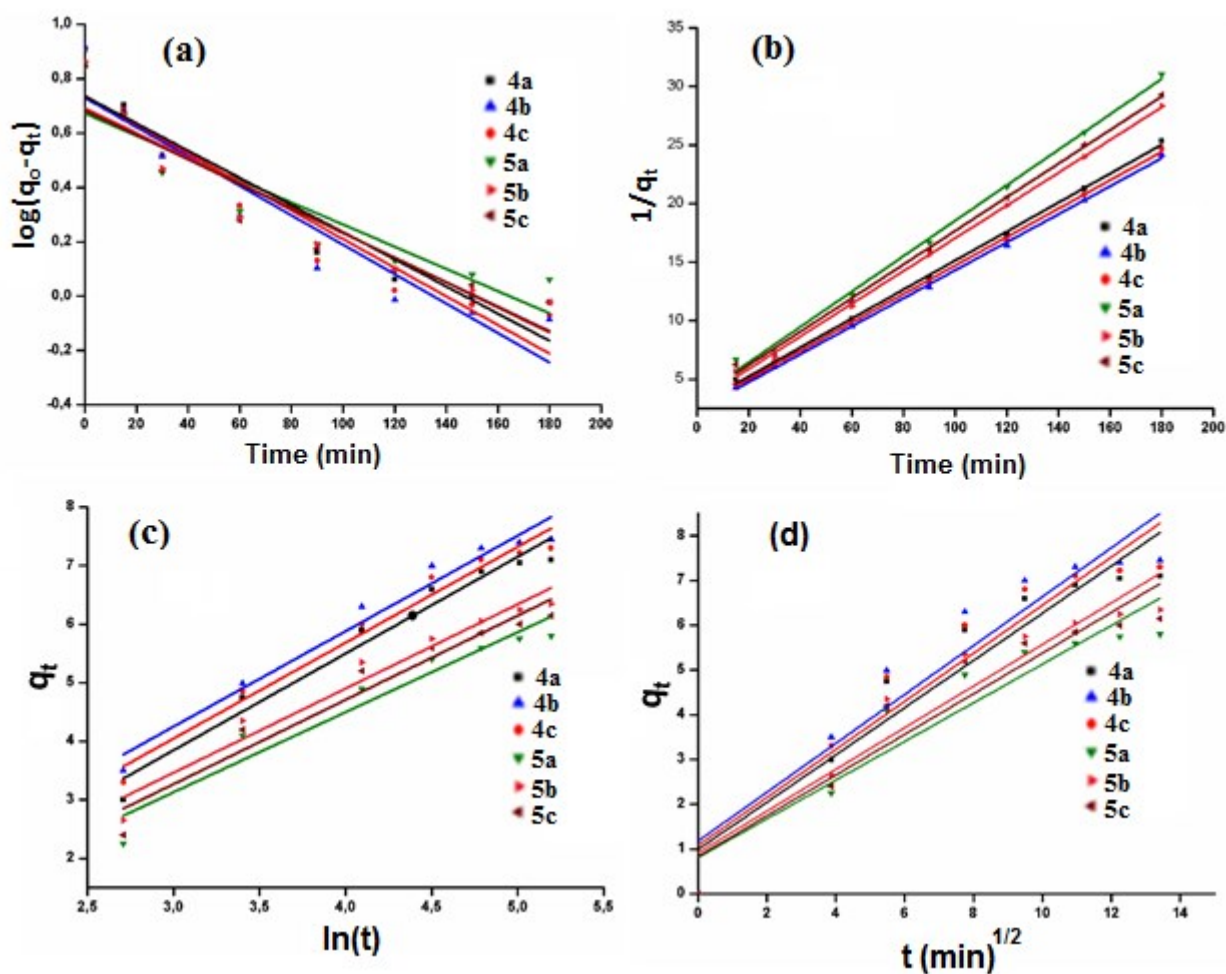 (a)
log(qₒ-qₜ)
1,0
0,8
0,6
0,4
0,2
0,0
-0,2
-0,4
0 20 40 60 80 100 120 140 160 180 200
Time (min)
4a
4b
4c
5a
5b
5c
(b)
1/qₜ
35
30
25
20
15
10
5
0 20 40 60 80 100 120 140 160 180 200
Time (min)
4a
4b
4c
5a
5b
5c
(c)
qₜ
8
7
6
5
4
3
2
2,5 3,0 3,5 4,0 4,5 5,0 5,5
ln(t)
4a
4b
4c
5a
5b
5c
(d)
qₜ
8
7
6
5
4
3
2
1
0
0 2 4 6 8 10 12 14
t (min)^1/2
4a
4b
4c
5a
5b
5c